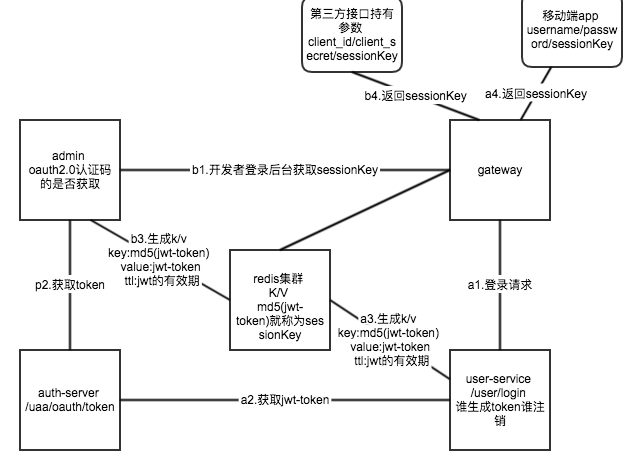 第三方接口持有
参数
client_id/client_s
ecret/sessionKey
移动端app
username/passw
ord/sessionKey
b4.返回sessionKey
a4.返回sessionKey
admin
oauth2.0认证码
的是否获取
b1.开发者登录后台获取sessionKey
gateway
b3.生成k/v
key:md5(jwt-token)
value:jwt-token
ttl:jwt的有效期
p2.获取token
redis集群
K/V
md5(jwt-
token)就称为ses
sionKey
a1.登录请求
a3.生成k/v
key:md5(jwt-token)
value:jwt-token
ttl:jwt的有效期
auth-server
/uaa/oauth/token
a2.获取jwt-token
user-service
/user/login
谁生成token谁注
销